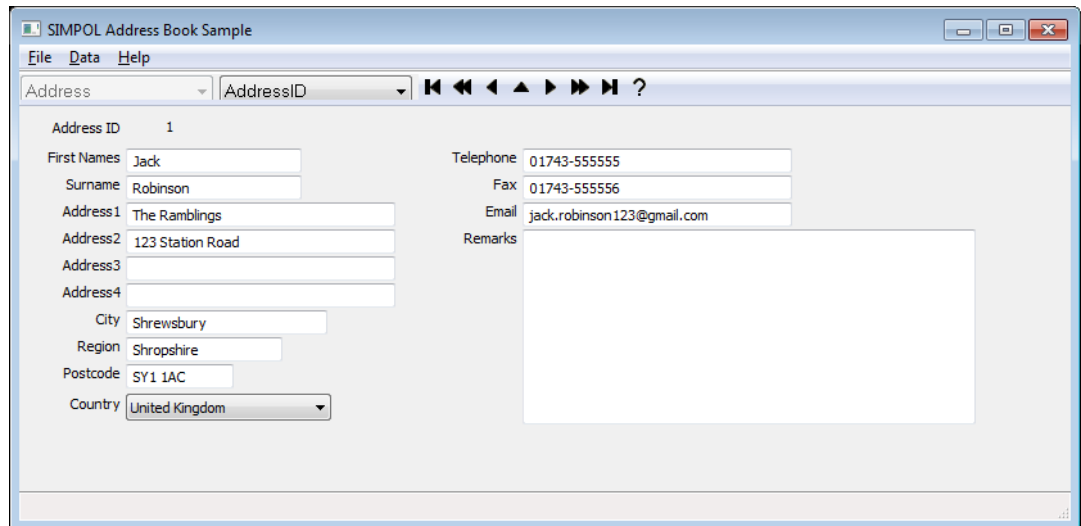 SIMPOL Address Book Sample
File Data Help
Address AddressID ?
Address ID 1
First Names Jack
Surname Robinson
Address1 The Ramblings
Address2 123 Station Road
Address3
Address4
City Shrewsbury
Region Shropshire
Postcode SY1 1AC
Country United Kingdom
Telephone 01743-555555
Fax 01743-555556
Email jack.robinson123@gmail.com
Remarks